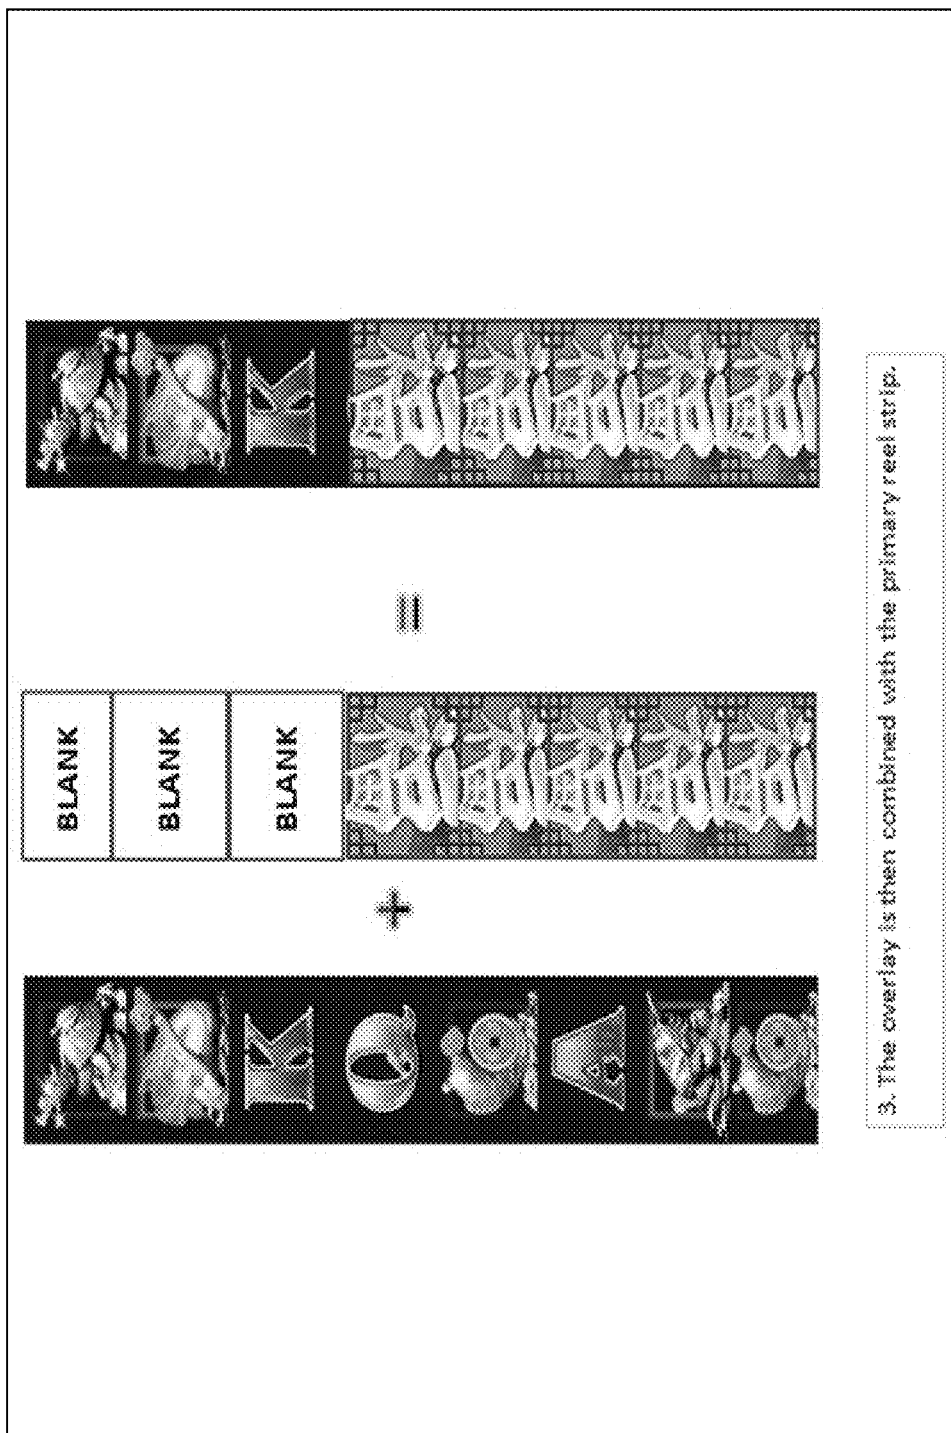 K
Q
A
+
BLANK
BLANK
BLANK
=
K
3. The overlay is then combined with the primary reel strip.